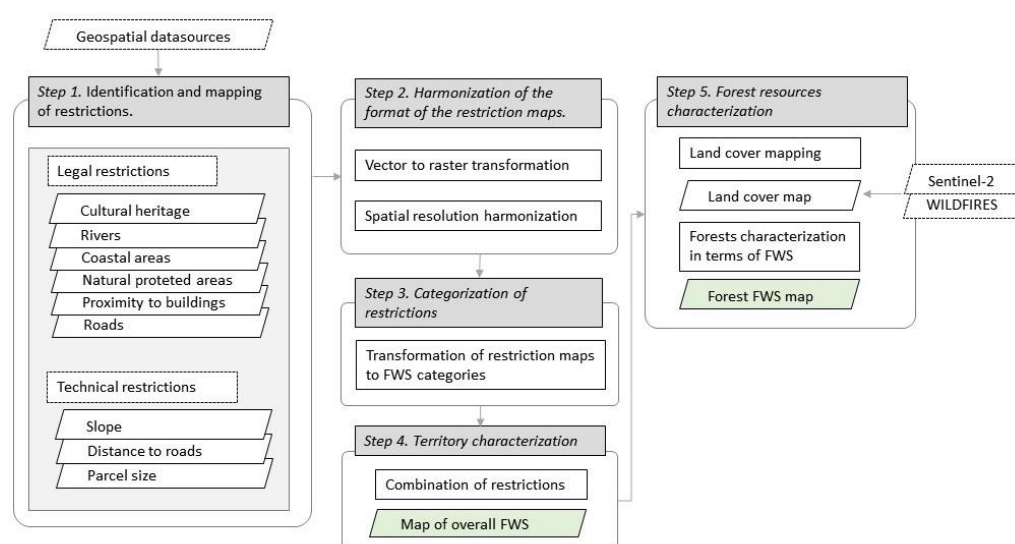 Geospatial datasources
Step 1. Identification and mapping
of restrictions.
Legal restrictions
Cultural heritage
Rivers
Coastal areas
Natural proteted areas
Proximity to buildings
Roads
Technical restrictions
Slope
Distance to roads
Parcel size
Step 2. Harmonization of the
format of the restriction maps.
Vector to raster transformation
Spatial resolution harmonization
Step 3. Categorization of
restrictions
Transformation of restriction maps
to FWS categories
Step 4. Territory characterization
Combination of restrictions
Map of overall FWS
Step 5. Forest resources
characterization
Land cover mapping
Land cover map
Forests characterization
in terms of FWS
Forest FWS map
Sentinel-2
WILDFIRES